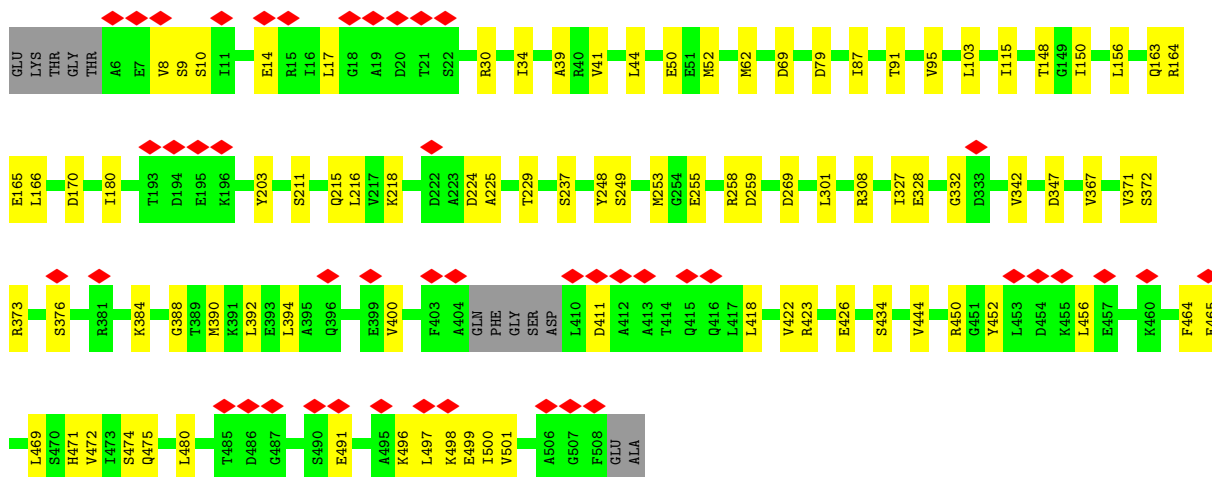 GLU LYS THR GLY THR A6 E7 V8 S9 S10 I11 E14 R15 I16 L17 G18 A19 D20 T21 S22 R30 I34 A39 R40 V41 L44 E50 E51 M52 M62 D69 D79 I87 T91 V95 L103 I115 T148 G149 I150 L156 Q163 R164
E165 L166 D170 I180 T193 D194 E195 K196 Y203 S211 Q215 L216 V217 K218 D222 A223 D224 A225 T229 S237 Y248 S249 M253 G254 E255 R258 D259 D269 L301 R308 I327 E328 G332 D333 V342 D347 V367 V371 S372
R373 S376 R381 K384 G388 T389 M390 K391 L392 E393 L394 A395 Q396 E399 V400 F403 A404 GLN PHE GLY SER ASP L410 D411 A412 A413 T414 Q415 Q416 L417 L418 V422 R423 E426 S434 V444 R450 G451 Y452 L453 D454 K455 L456 E457 K460 F464
L469 S470 H471 V472 I473 S474 Q475 L480 T485 D486 G487 S490 E491 A495 K496 L497 K498 E499 I500 V501 A506 G507 F508 GLU ALA